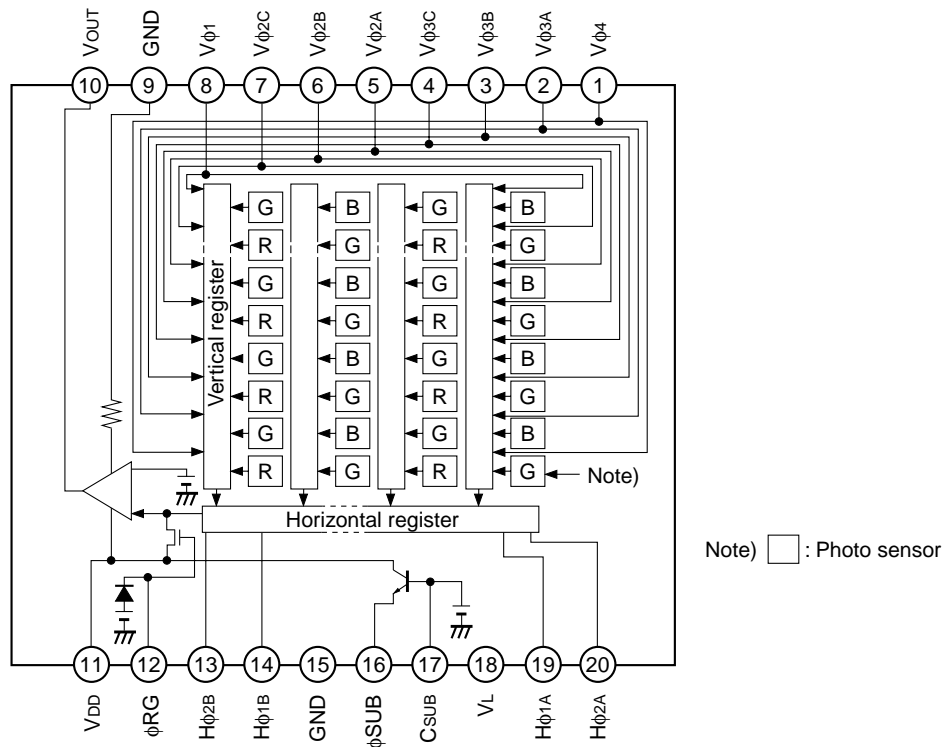 VOUT GND Vϕ1 Vϕ2C Vϕ2B Vϕ2A Vϕ3C Vϕ3B Vϕ3A Vϕ4
10 9 8 7 6 5 4 3 2 1
Vertical register
G B G B
R G R G
G B G B
R G R G
G B G B
R G R G
G B G B
R G R G Note)
Horizontal register
Note) : Photo sensor
11 12 13 14 15 16 17 18 19 20
VDD ϕRG Hϕ2B Hϕ1B GND ϕSUB CSUB VL Hϕ1A Hϕ2A